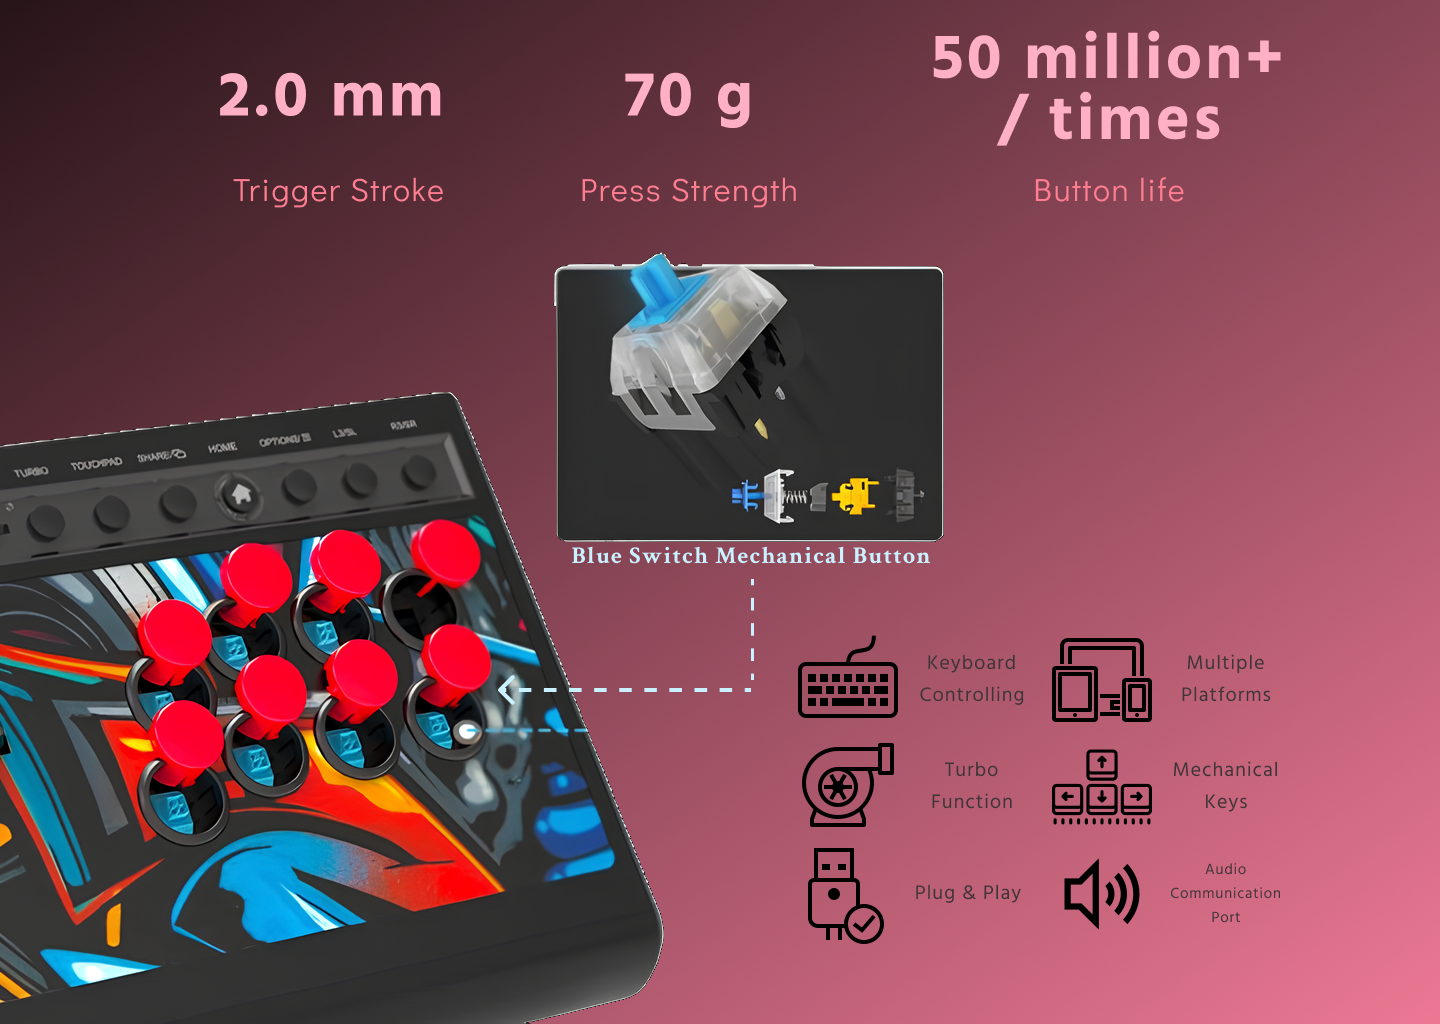 2.0 mm
Trigger Stroke
70 g
Press Strength
50 million+
/ times
Button life
Blue Switch Mechanical Button
TURBO
TOUCHPAD
SHARE/
HOME
OPTIONS/
L3/SL
R3/SR
Keyboard
Controlling
Multiple
Platforms
Turbo
Function
Mechanical
Keys
Plug & Play
Audio
Communication
Port